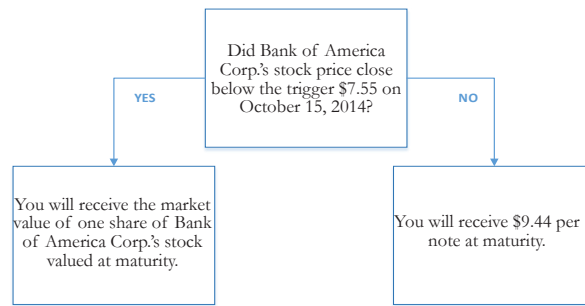 Did Bank of America
Corp.'s stock price close
below the trigger $7.55 on
October 15, 2014?
YES
NO
You will receive the market
value of one share of Bank
of America Corp.'s stock
valued at maturity.
You will receive $9.44 per
note at maturity.